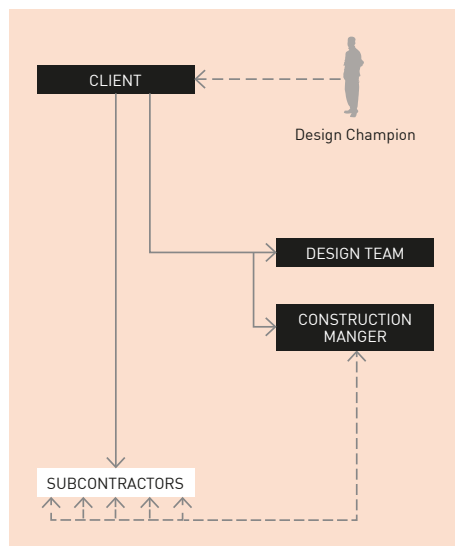 CLIENT
Design Champion
DESIGN TEAM
CONSTRUCTION
MANGER
SUBCONTRACTORS